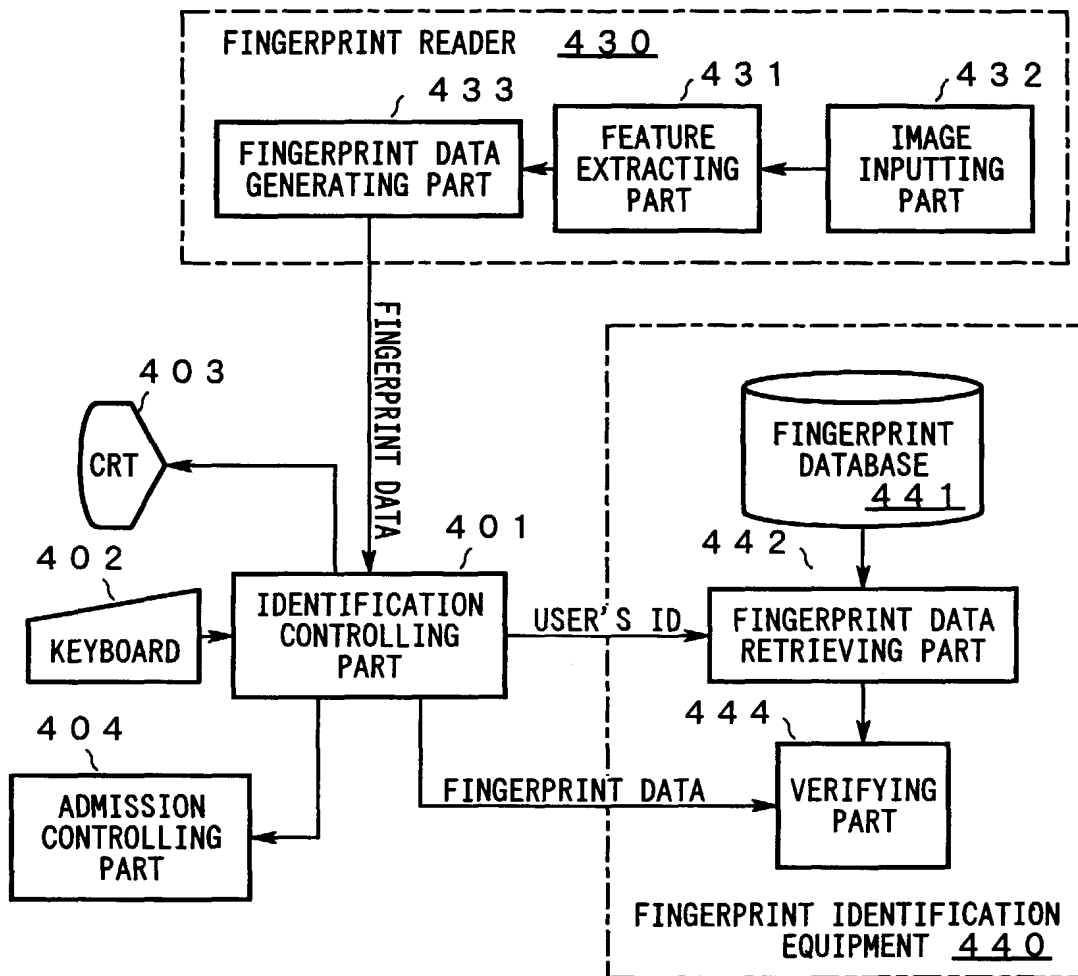 FINGERPRINT READER 430
433
431
432
FINGERPRINT DATA
GENERATING PART
FEATURE
EXTRACTING
PART
IMAGE
INPUTTING
PART
FINGERPRINT DATA
403
CRT
402
KEYBOARD
401
IDENTIFICATION
CONTROLLING
PART
USER'S ID
FINGERPRINT
DATABASE
441
442
FINGERPRINT DATA
RETRIEVING PART
444
VERIFYING
PART
404
ADMISSION
CONTROLLING
PART
FINGERPRINT DATA
FINGERPRINT IDENTIFICATION
EQUIPMENT 440